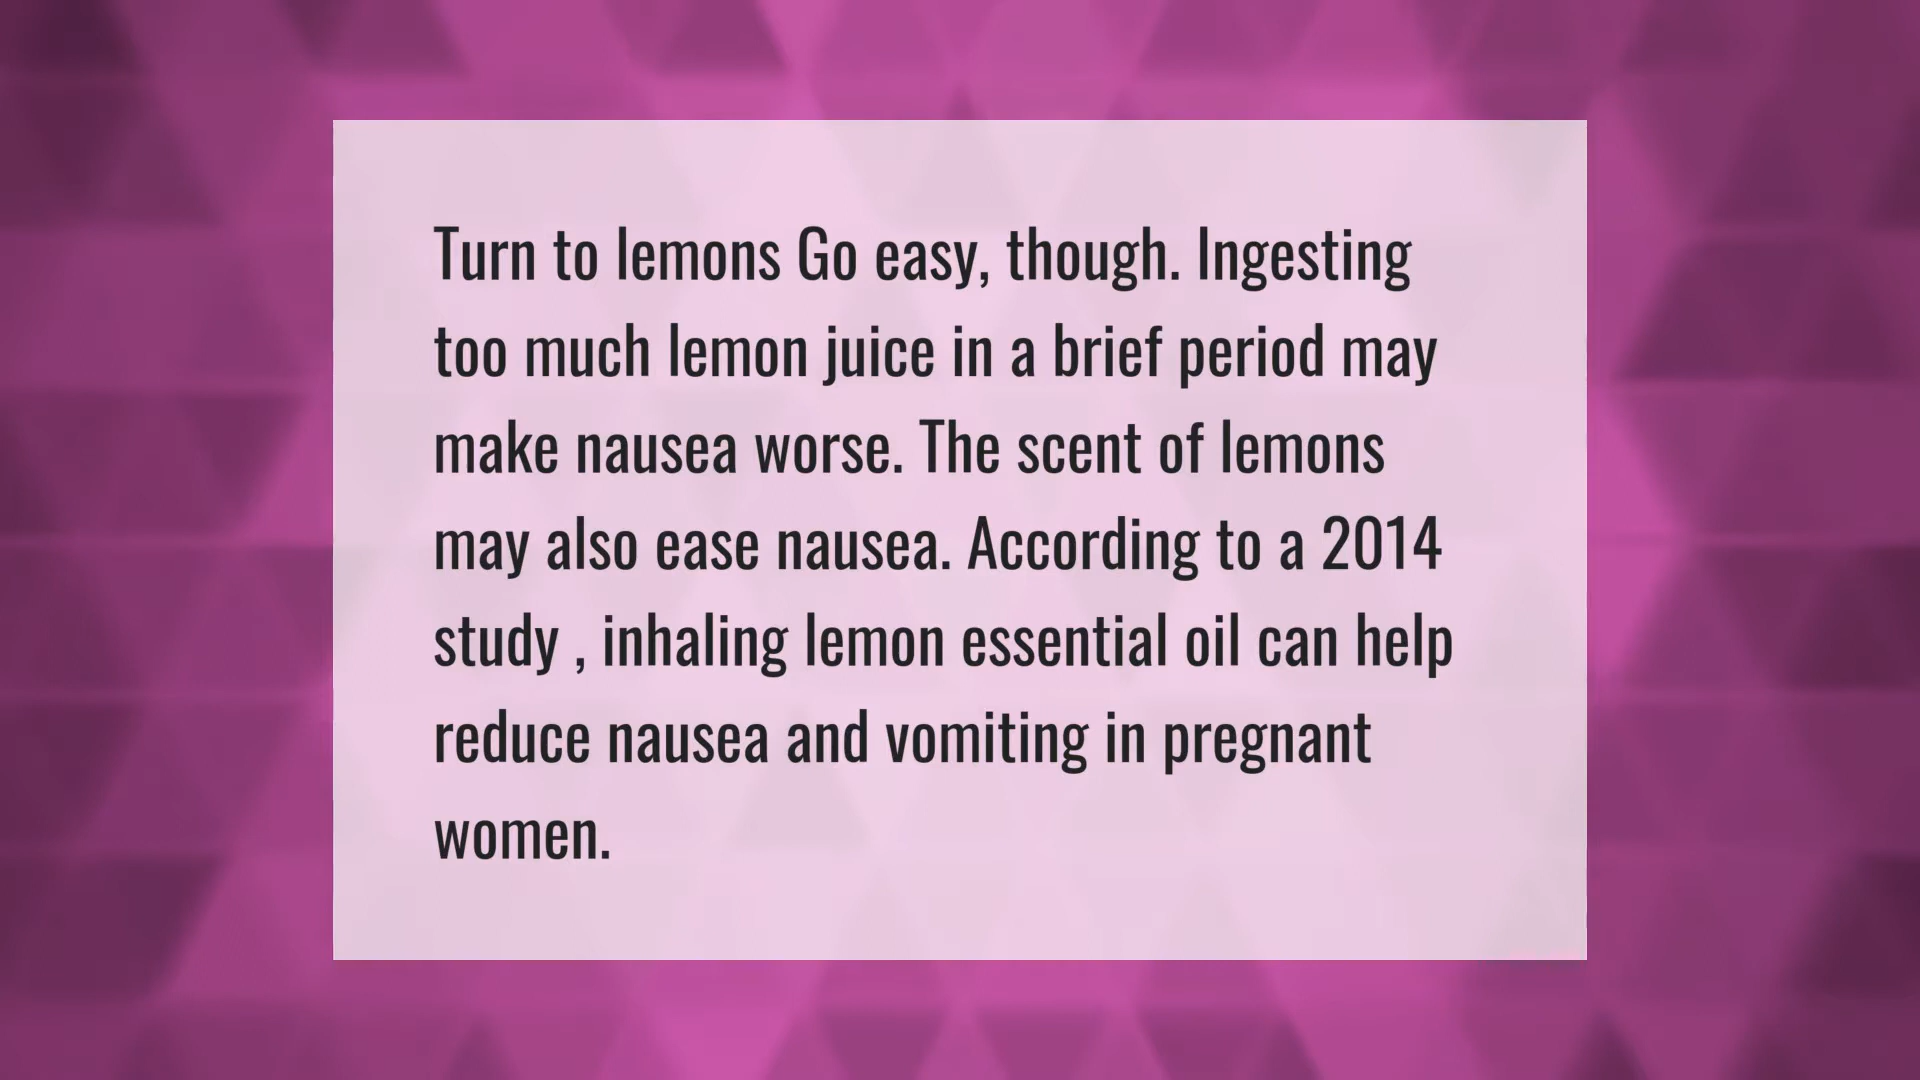 Turn to lemons Go easy, though. Ingesting
too much lemon juice in a brief period may
make nausea worse. The scent of lemons
may also ease nausea. According to a 2014
study , inhaling lemon essential oil can help
reduce nausea and vomiting in pregnant
women.